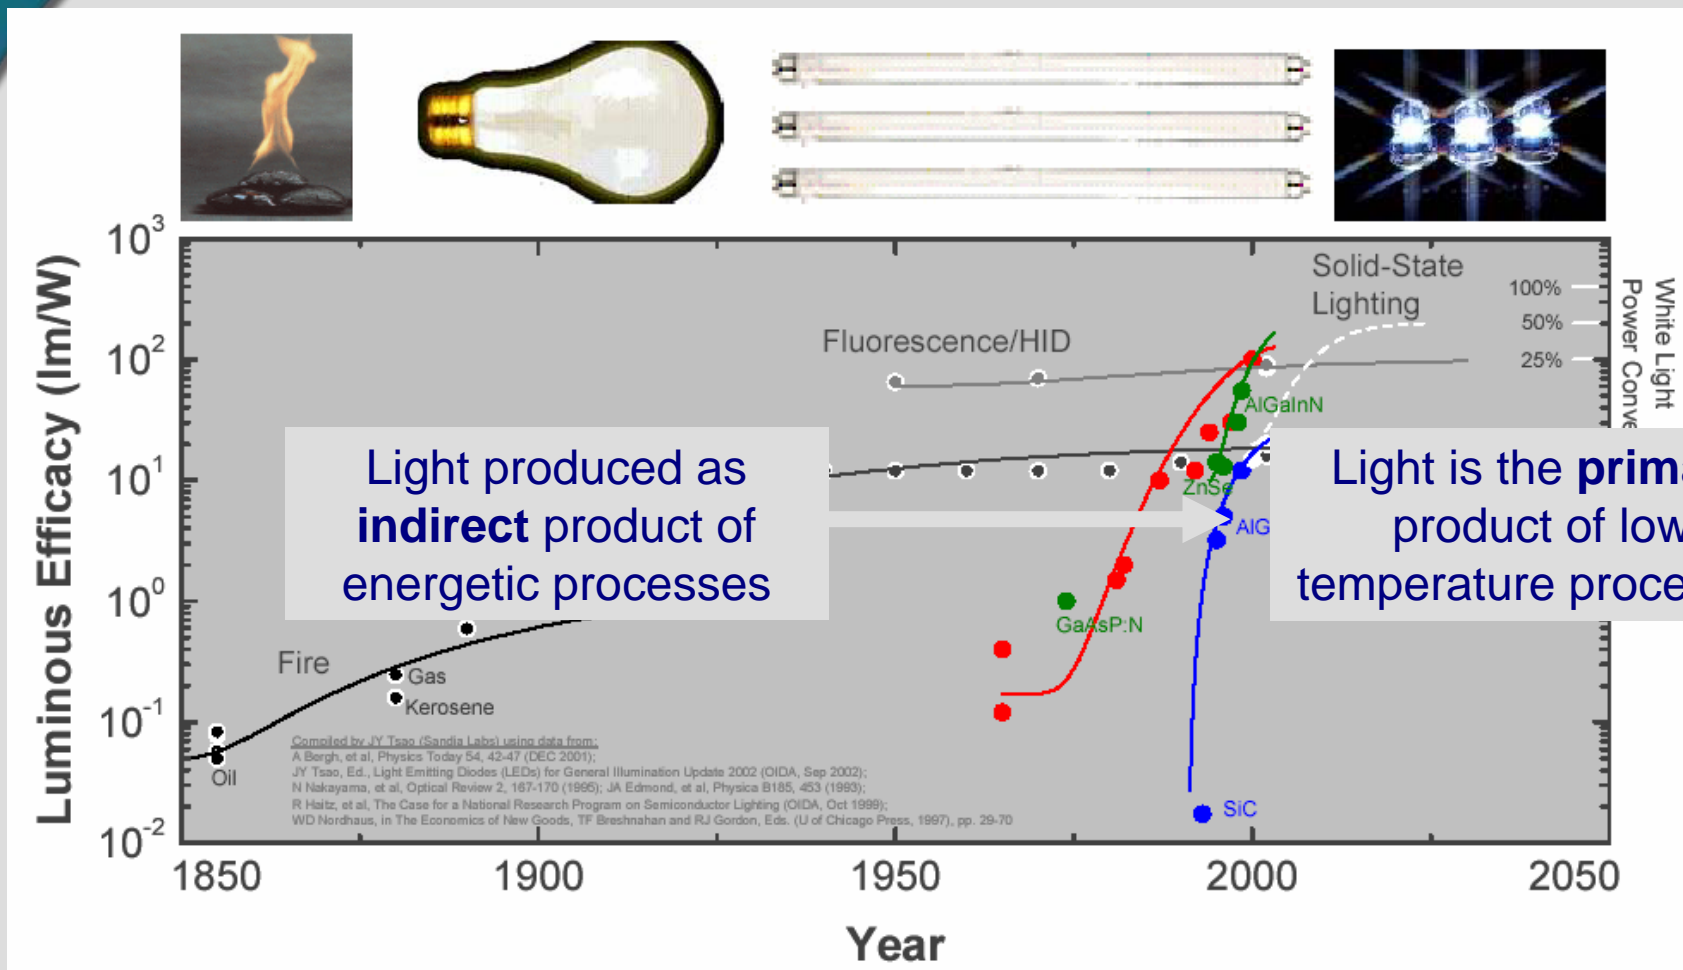 10³
10²
10¹
10⁰
10⁻¹
10⁻²
Luminous Efficacy (lm/W)
Solid-State
Lighting
Fluorescence/HID
100%
50%
25%
White Light
Power Conve
AlGaInN
ZnSe
AlG
GaAsP:N
SiC
Light produced as
indirect product of
energetic processes
Light is the prima
product of low
temperature proce
Fire
Gas
Kerosene
Oil
Compiled by JY Tsao (Sandia Labs) using data from:
A Bergh, et al, Physics Today 54, 42-47 (DEC 2001);
JY Tsao, Ed., Light Emitting Diodes (LEDs) for General Illumination Update 2002 (OIDA, Sep 2002);
N Nakayama, et al, Optical Review 2, 167-170 (1995); JA Edmond, et al, Physica B185, 453 (1993);
R Haitz, et al, The Case for a National Research Program on Semiconductor Lighting (OIDA, Oct 1999);
WD Nordhaus, in The Economics of New Goods, TF Breshnahan and RJ Gordon, Eds. (U of Chicago Press, 1997), pp. 29-70
1850
1900
1950
2000
2050
Year